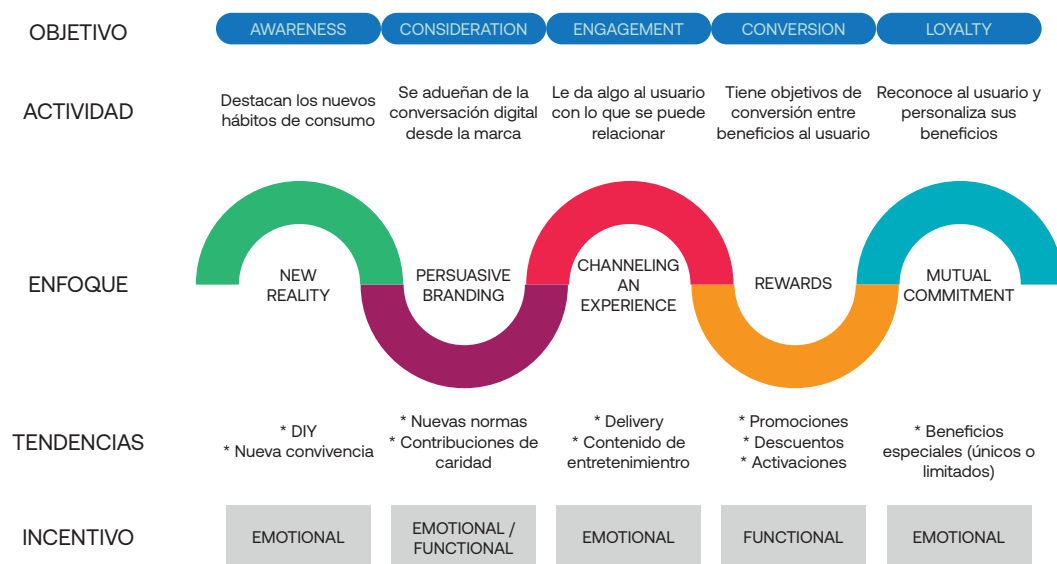 OBJETIVO
AWARENESS
CONSIDERATION
ENGAGEMENT
CONVERSION
LOYALTY
ACTIVIDAD
Destacan los nuevos
hábitos de consumo
Se adueñan de la
conversación digital
desde la marca
Le da algo al usuario
con lo que se puede
relacionar
Tiene objetivos de
conversión entre
beneficios al usuario
Reconoce al usuario y
personaliza sus
beneficios
ENFOQUE
NEW
REALITY
PERSUASIVE
BRANDING
CHANNELING
AN
EXPERIENCE
REWARDS
MUTUAL
COMMITMENT
TENDENCIAS
* DIY
* Nueva convivencia
* Nuevas normas
* Contribuciones de
caridad
* Delivery
* Contenido de
entretenimientro
* Promociones
* Descuentos
* Activaciones
* Beneficios
especiales (únicos o
limitados)
INCENTIVO
EMOTIONAL
EMOTIONAL /
FUNCTIONAL
EMOTIONAL
FUNCTIONAL
EMOTIONAL